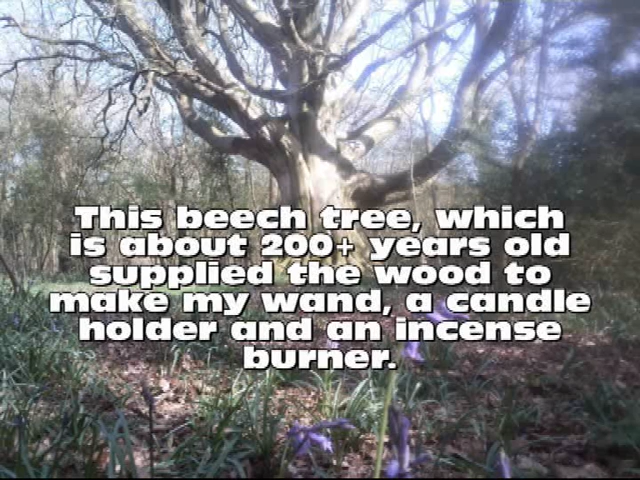 This beech tree, which
is about 200+ years old
supplied the wood to
make my wand, a candle
holder and an incense
burner.